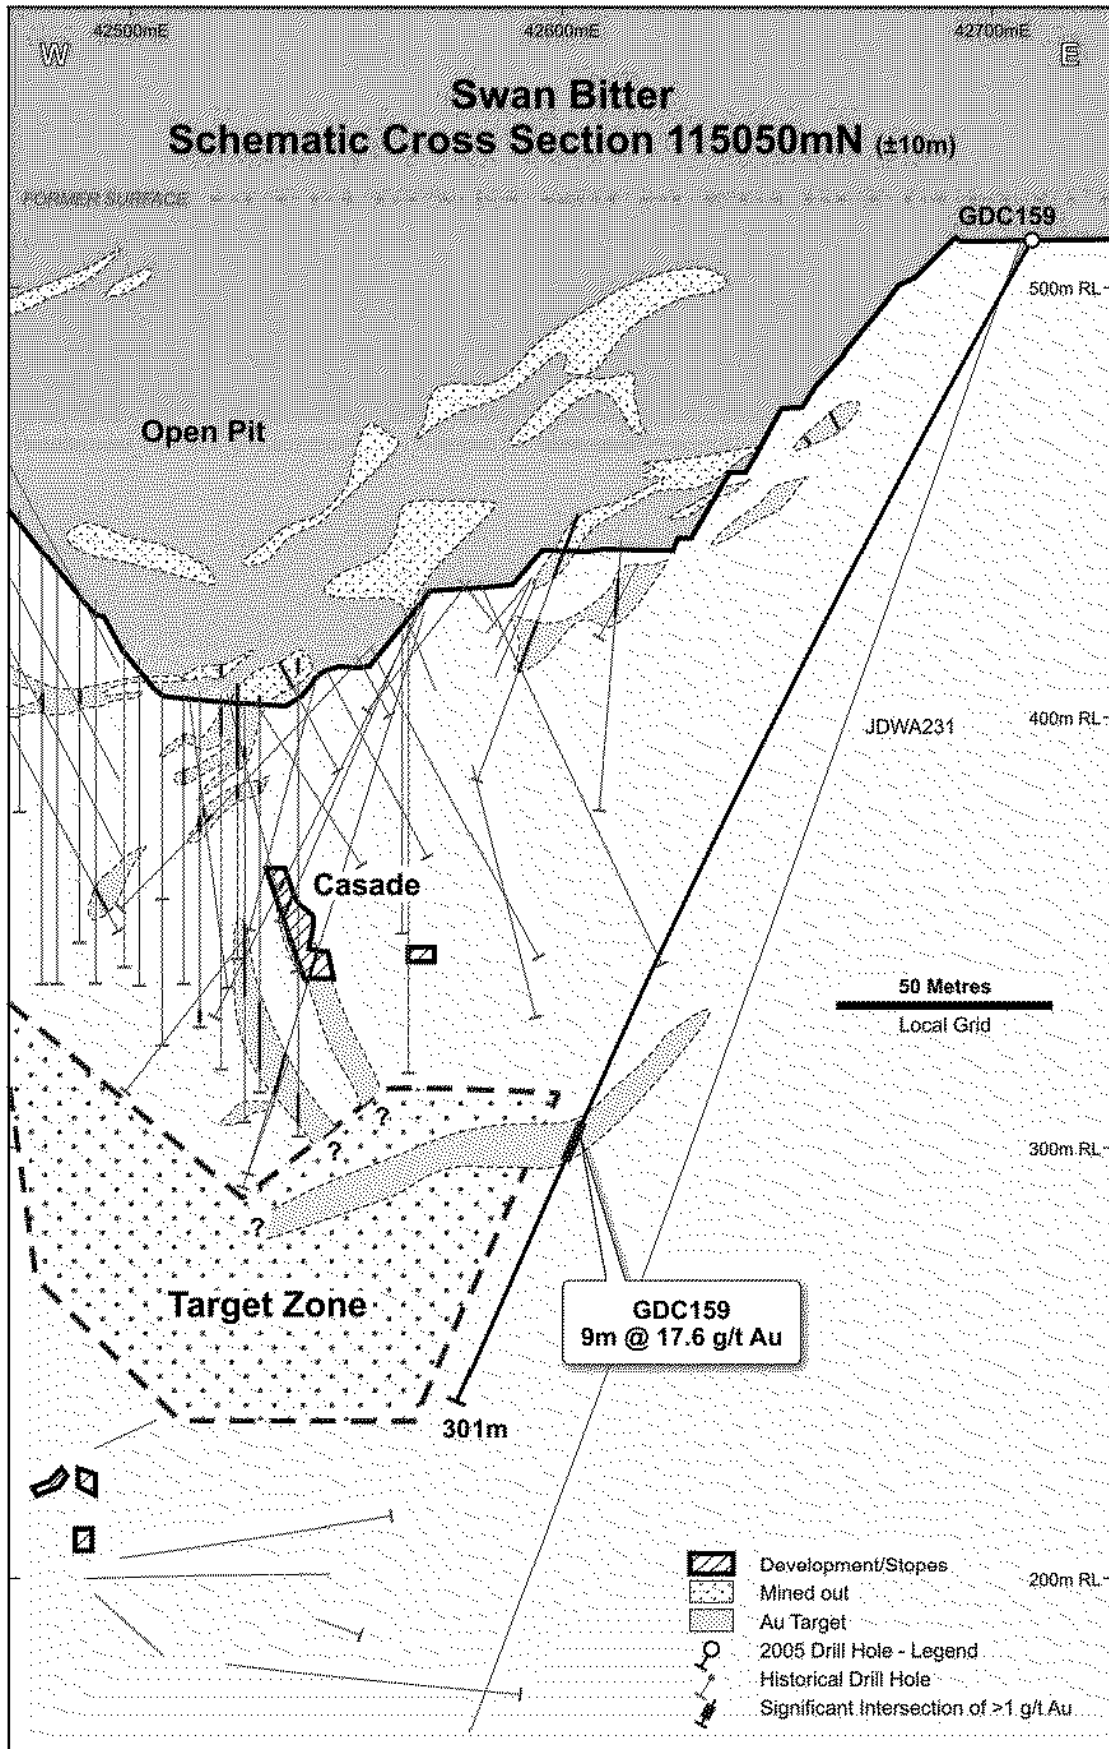 42500mE 42600mE 42700mE
W E
Swan Bitter
Schematic Cross Section 115050mN (±10m)
FORMER SURFACE
GDC159
500m RL
Open Pit
400m RL
JDWA231
Casade
50 Metres
Local Grid
?
?
300m RL
?
Target Zone
GDC159
9m @ 17.6 g/t Au
301m
Development/Stopes
200m RL
Mined out
Au Target
2005 Drill Hole - Legend
Historical Drill Hole
Significant Intersection of >1 g/t Au